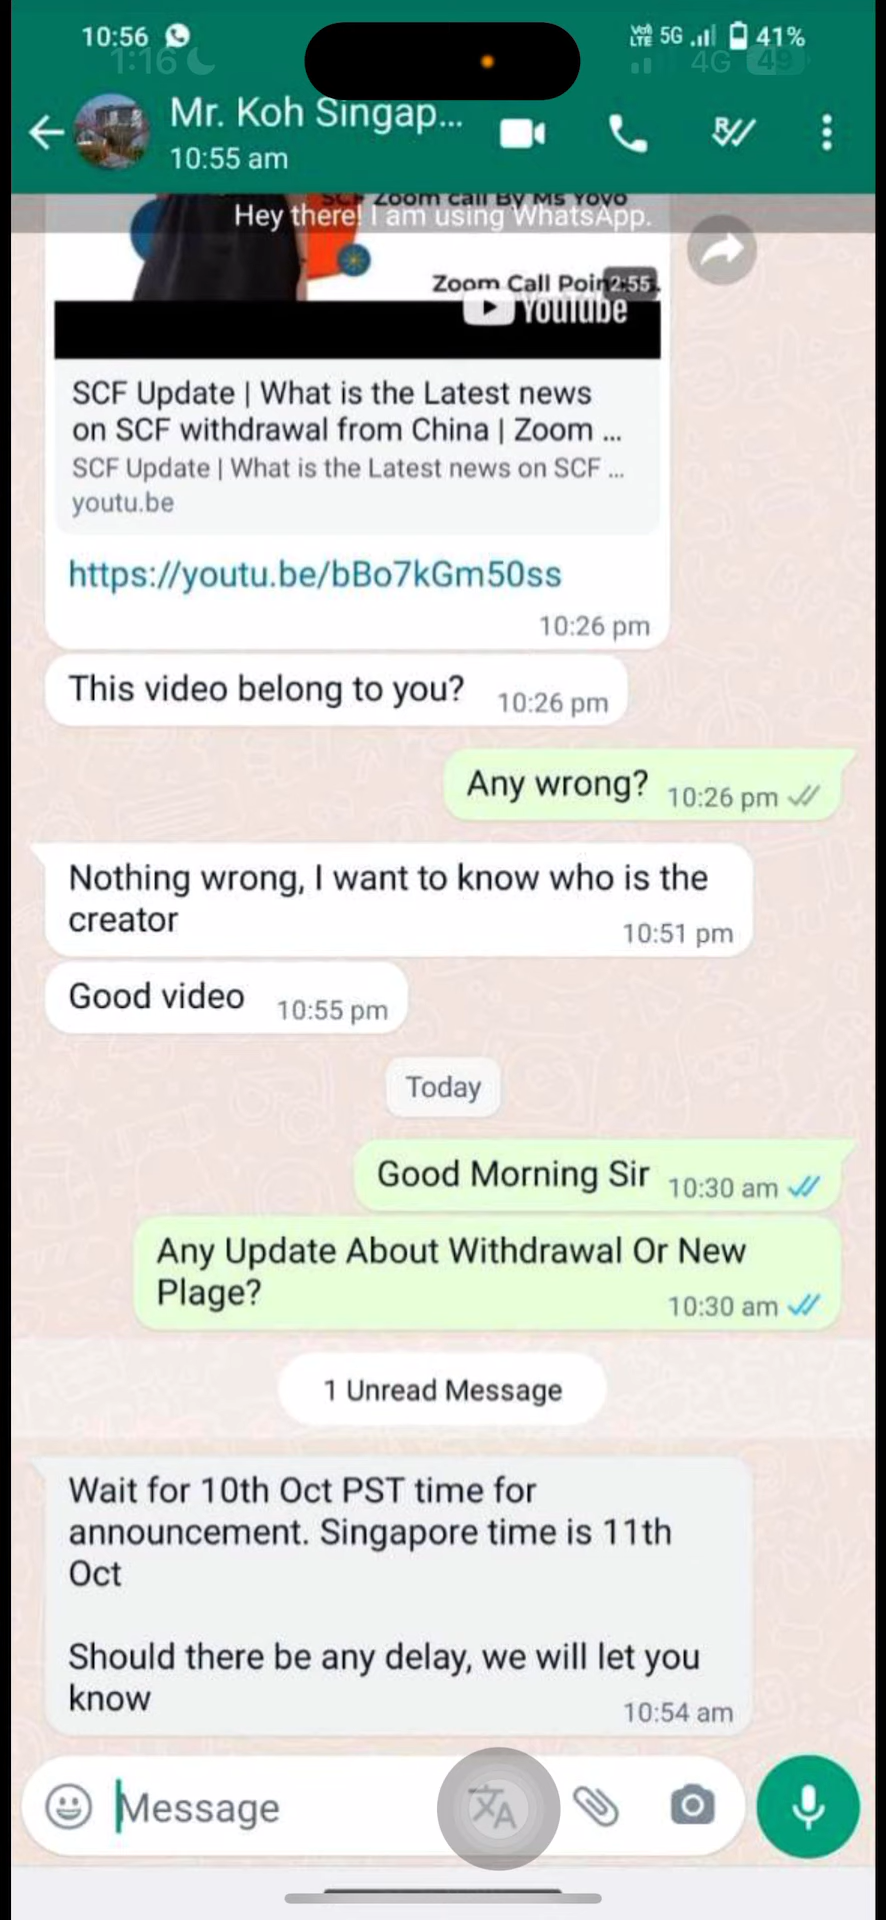 10:56
VoI LTE 5G 41%
1:16
4G 49
Mr. Koh Singap...
10:55 am
SCF Zoom call By Ms Yoyo
Hey there! I am using WhatsApp.
Zoom Call Poin
2:55
YouTube
SCF Update | What is the Latest news
on SCF withdrawal from China | Zoom ...
SCF Update | What is the Latest news on SCF ...
youtu.be
https://youtu.be/bBo7kGm50ss
10:26 pm
This video belong to you? 10:26 pm
Any wrong? 10:26 pm
Nothing wrong, I want to know who is the
creator
10:51 pm
Good video 10:55 pm
Today
Good Morning Sir 10:30 am
Any Update About Withdrawal Or New
Plage?
10:30 am
1 Unread Message
Wait for 10th Oct PST time for
announcement. Singapore time is 11th
Oct
Should there be any delay, we will let you
know
10:54 am
Message